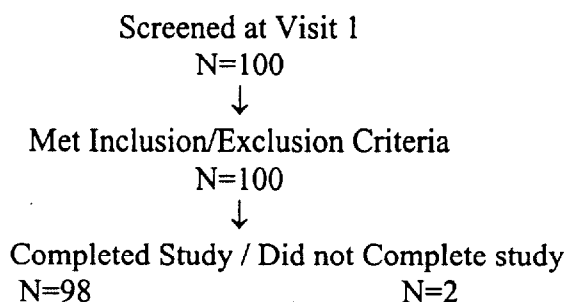 Screened at Visit 1
N=100
↓
Met Inclusion/Exclusion Criteria
N=100
↓
Completed Study / Did not Complete study
N=98 N=2